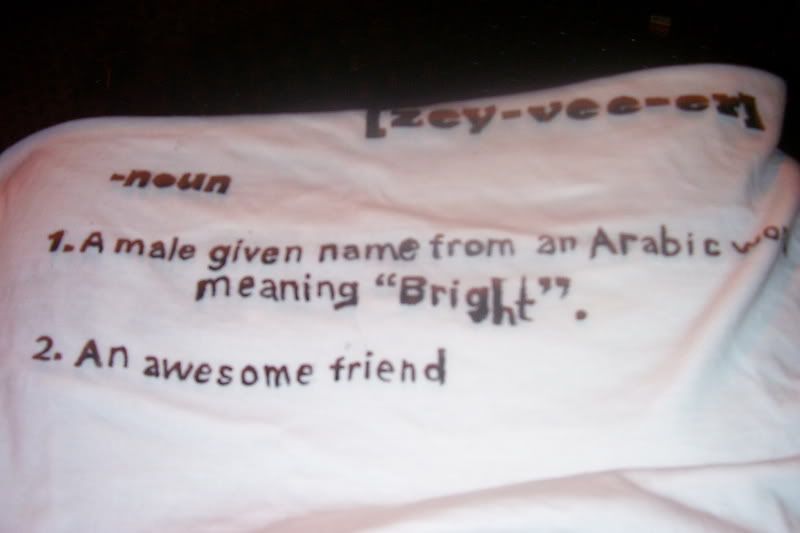 [zey-vee-er]
-noun
1. A male given name from an Arabic
meaning "Bright".
2. An awesome friend